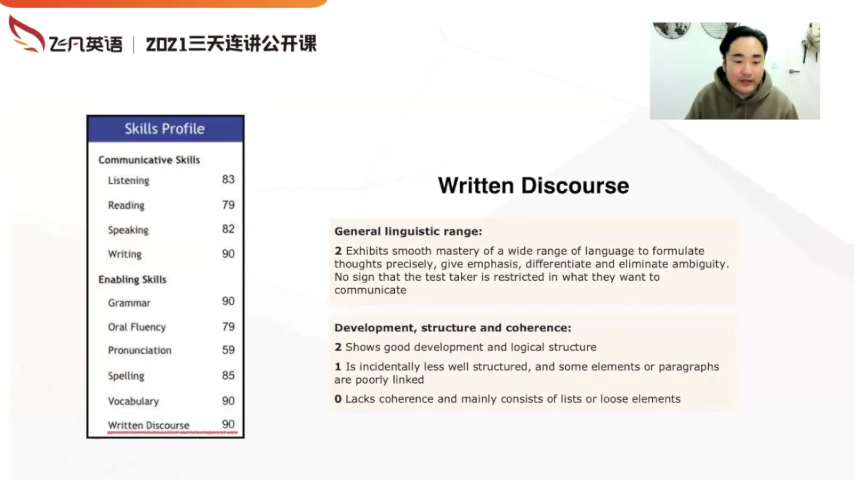 飞凡英语 | 2021三天连讲公开课
Skills Profile
Communicative Skills
Listening 83
Reading 79
Speaking 82
Writing 90
Enabling Skills
Grammar 90
Oral Fluency 79
Pronunciation 59
Spelling 85
Vocabulary 90
Written Discourse 90
Written Discourse
General linguistic range:
2 Exhibits smooth mastery of a wide range of language to formulate
thoughts precisely, give emphasis, differentiate and eliminate ambiguity.
No sign that the test taker is restricted in what they want to
communicate
Development, structure and coherence:
2 Shows good development and logical structure
1 Is incidentally less well structured, and some elements or paragraphs
are poorly linked
0 Lacks coherence and mainly consists of lists or loose elements